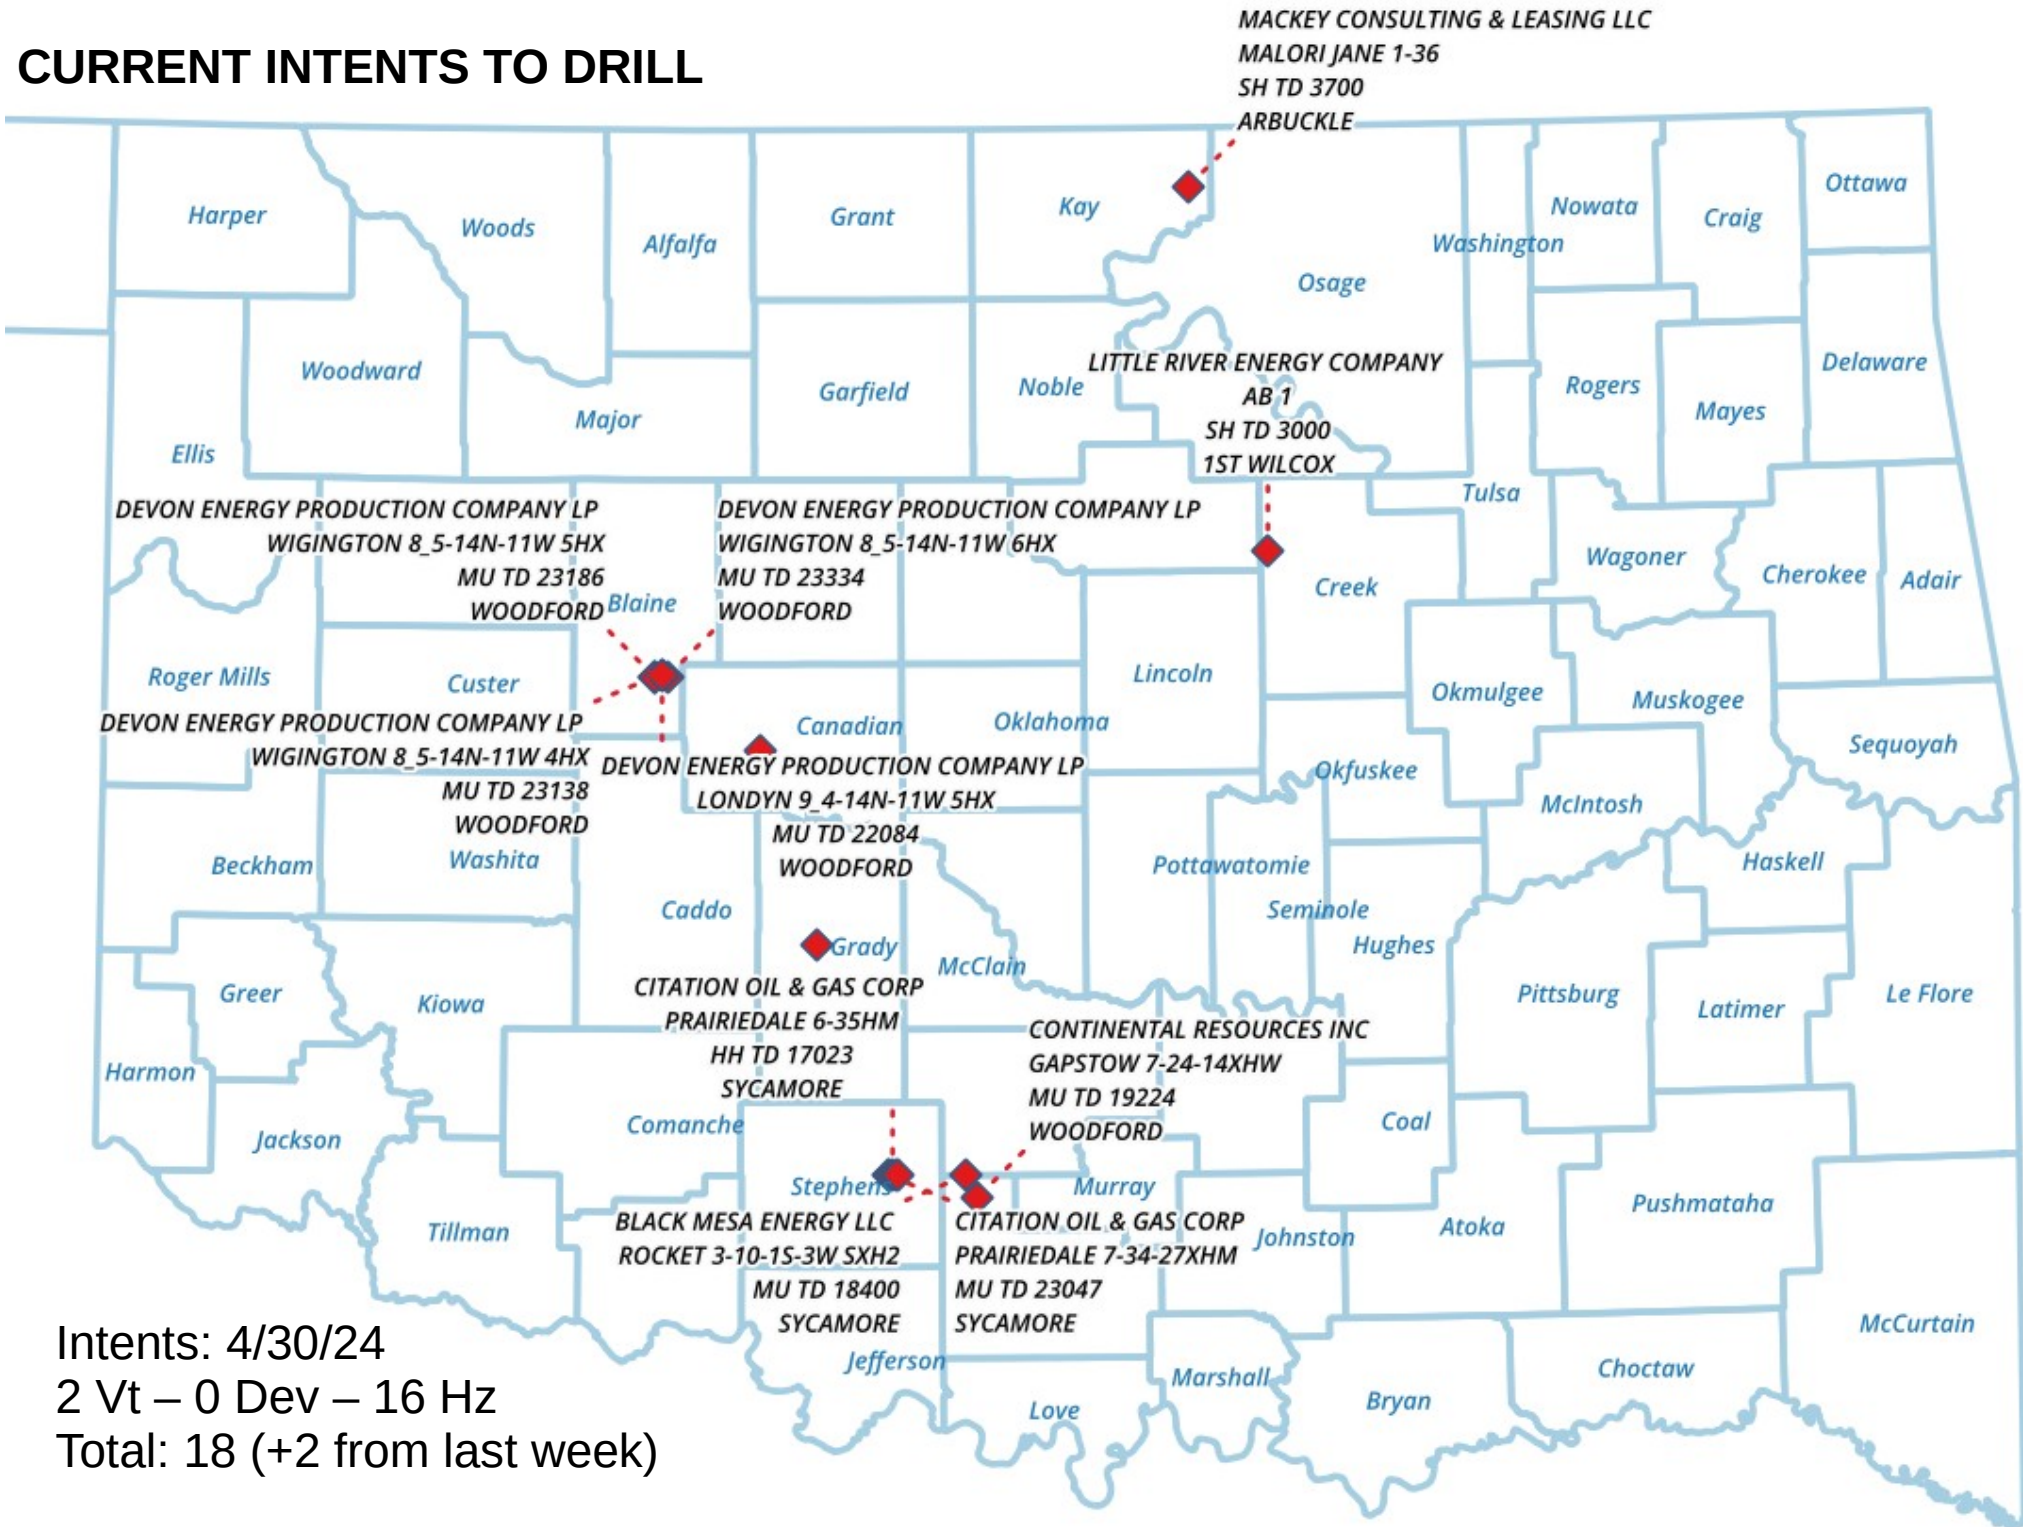 CURRENT INTENTS TO DRILL
MACKEY CONSULTING & LEASING LLC
MALORI JANE 1-36
SH TD 3700
ARBUCKLE
Harper
Woods
Alfalfa
Grant
Kay
Osage
Washington
Nowata
Craig
Ottawa
Ellis
Woodward
Major
Garfield
Noble
LITTLE RIVER ENERGY COMPANY
AB 1
SH TD 3000
1ST WILCOX
Rogers
Mayes
Delaware
Tulsa
DEVON ENERGY PRODUCTION COMPANY LP
WIGINGTON 8_5-14N-11W 5HX
MU TD 23186
WOODFORD
DEVON ENERGY PRODUCTION COMPANY LP
WIGINGTON 8_5-14N-11W 6HX
MU TD 23334
WOODFORD
Blaine
Creek
Wagoner
Cherokee
Adair
Roger Mills
Custer
Canadian
Oklahoma
Lincoln
Okmulgee
Muskogee
Sequoyah
DEVON ENERGY PRODUCTION COMPANY LP
WIGINGTON 8_5-14N-11W 4HX
MU TD 23138
WOODFORD
DEVON ENERGY PRODUCTION COMPANY LP
LONDYN 9_4-14N-11W 5HX
MU TD 22084
WOODFORD
Okfuskee
McIntosh
Haskell
Beckham
Washita
Caddo
Grady
McClain
Pottawatomie
Seminole
Hughes
Pittsburg
Latimer
Le Flore
Greer
Kiowa
Harmon
Jackson
CITATION OIL & GAS CORP
PRAIRIEDALE 6-35HM
HH TD 17023
SYCAMORE
CONTINENTAL RESOURCES INC
GAPSTOW 7-24-14XHW
MU TD 19224
WOODFORD
Comanche
Stephens
Murray
Coal
Tillman
Johnston
Atoka
Pushmataha
BLACK MESA ENERGY LLC
ROCKET 3-10-1S-3W SXH2
MU TD 18400
SYCAMORE
CITATION OIL & GAS CORP
PRAIRIEDALE 7-34-27XHM
MU TD 23047
SYCAMORE
Jefferson
Love
Marshall
Bryan
Choctaw
McCurtain
Intents: 4/30/24
2 Vt – 0 Dev – 16 Hz
Total: 18 (+2 from last week)